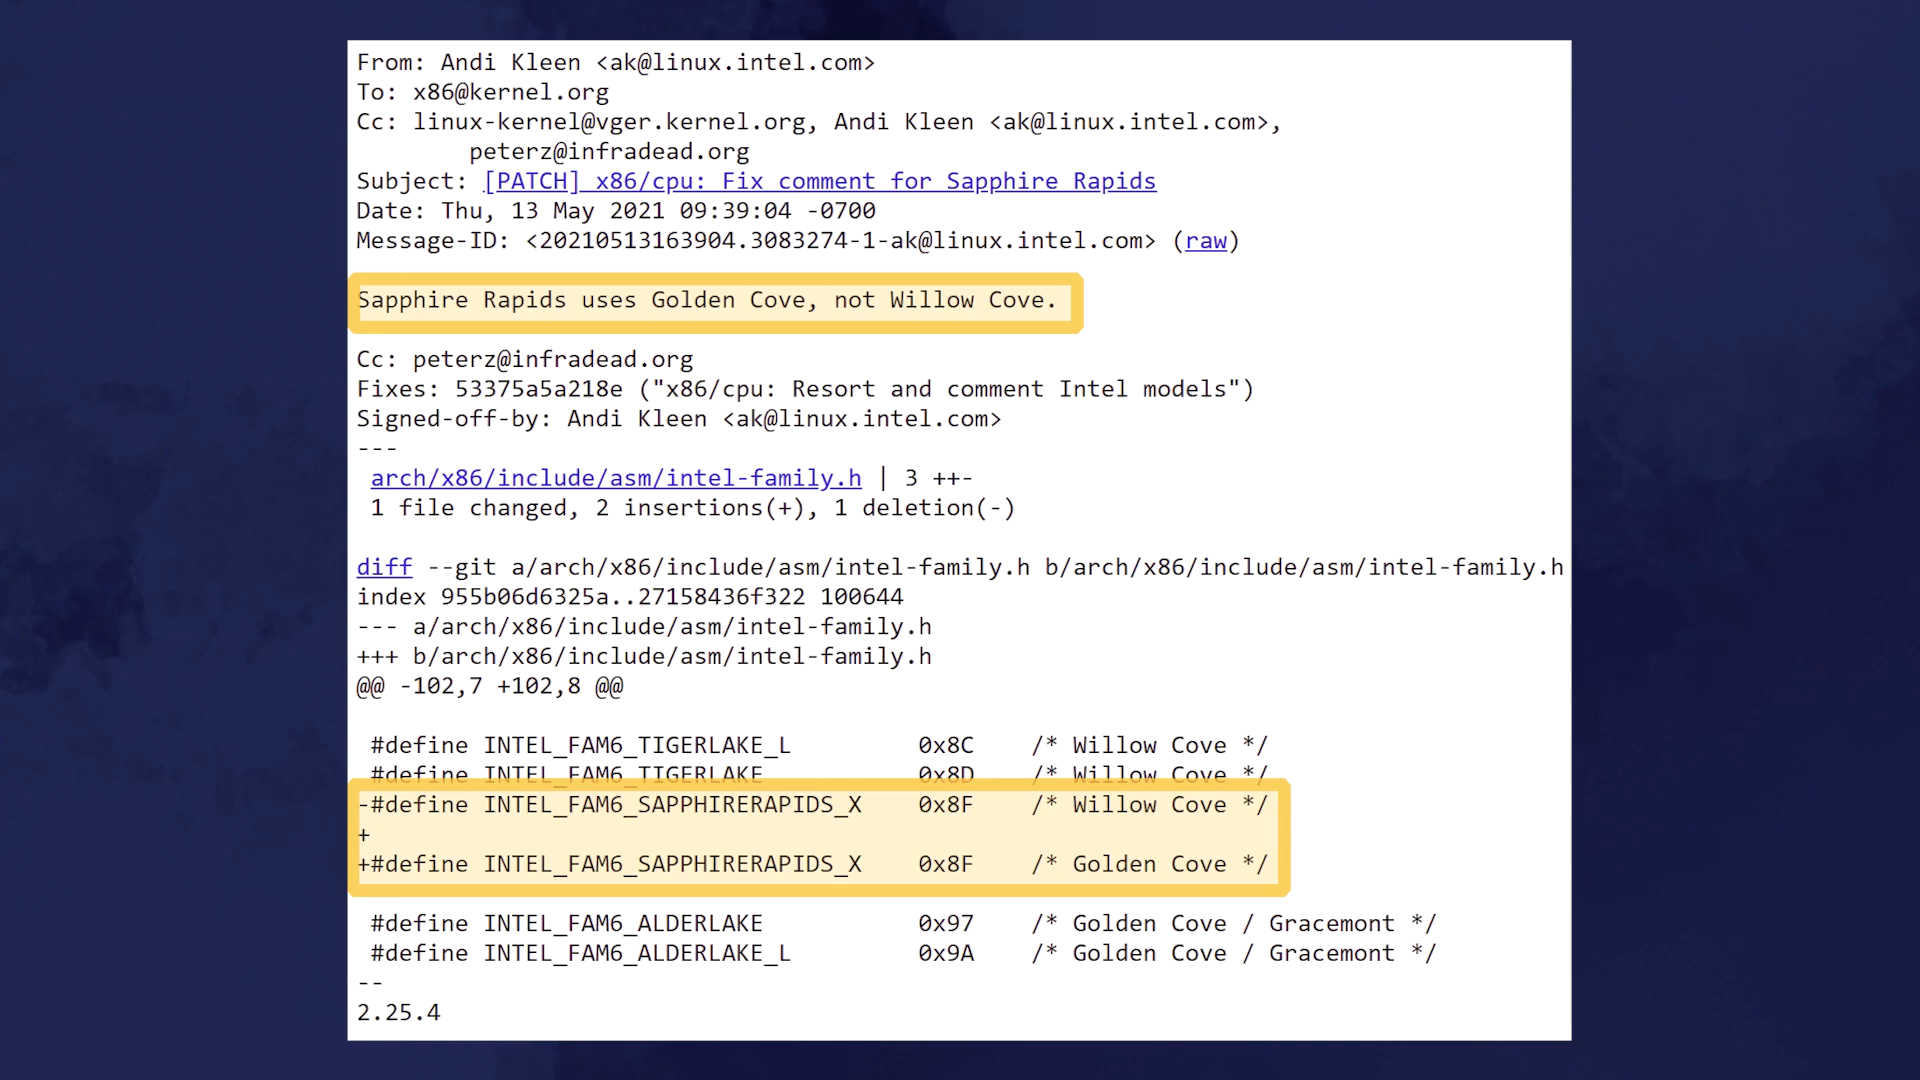 From: Andi Kleen <ak@linux.intel.com>
To: x86@kernel.org
Cc: linux-kernel@vger.kernel.org, Andi Kleen <ak@linux.intel.com>,
peterz@infradead.org
Subject: [PATCH] x86/cpu: Fix comment for Sapphire Rapids
Date: Thu, 13 May 2021 09:39:04 -0700
Message-ID: <20210513163904.3083274-1-ak@linux.intel.com> (raw)
Sapphire Rapids uses Golden Cove, not Willow Cove.
Cc: peterz@infradead.org
Fixes: 53375a5a218e ("x86/cpu: Resort and comment Intel models")
Signed-off-by: Andi Kleen <ak@linux.intel.com>
---
arch/x86/include/asm/intel-family.h | 3 ++-
1 file changed, 2 insertions(+), 1 deletion(-)
diff --git a/arch/x86/include/asm/intel-family.h b/arch/x86/include/asm/intel-family.h
index 955b06d6325a..27158436f322 100644
--- a/arch/x86/include/asm/intel-family.h
+++ b/arch/x86/include/asm/intel-family.h
@@ -102,7 +102,8 @@
#define INTEL_FAM6_TIGERLAKE_L 0x8C /* Willow Cove */
#define INTEL_FAM6_TIGERLAKE 0x8D /* Willow Cove */
-#define INTEL_FAM6_SAPPHIRERAPIDS_X 0x8F /* Willow Cove */
+
+#define INTEL_FAM6_SAPPHIRERAPIDS_X 0x8F /* Golden Cove */
#define INTEL_FAM6_ALDERLAKE 0x97 /* Golden Cove / Gracemont */
#define INTEL_FAM6_ALDERLAKE_L 0x9A /* Golden Cove / Gracemont */
--
2.25.4